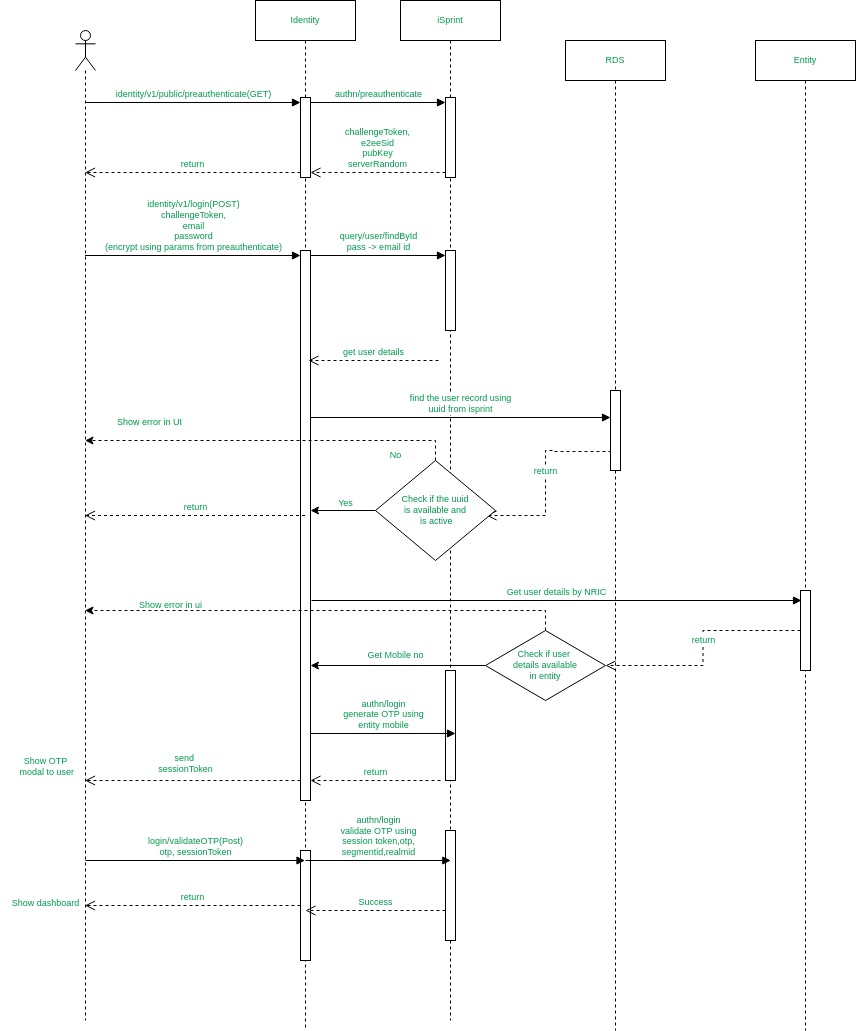 Identity
iSprint
RDS
Entity
identity/v1/public/preauthenticate(GET)
authn/preauthenticate
challengeToken,
e2eeSid
pubKey
serverRandom
return
identity/v1/login(POST)
challengeToken,
email
password
(encrypt using params from preauthenticate)
query/user/findById
pass -> email id
get user details
find the user record using
uuid from isprint
Show error in UI
No
return
Check if the uuid
is available and
is active
Yes
return
Get user details by NRIC
Show error in ui
return
Check if user
details available
in entity
Get Mobile no
authn/login
generate OTP using
entity mobile
Show OTP
modal to user
send
sessionToken
return
authn/login
validate OTP using
session token,otp,
segmentid,realmid
login/validateOTP(Post)
otp, sessionToken
Show dashboard
return
Success